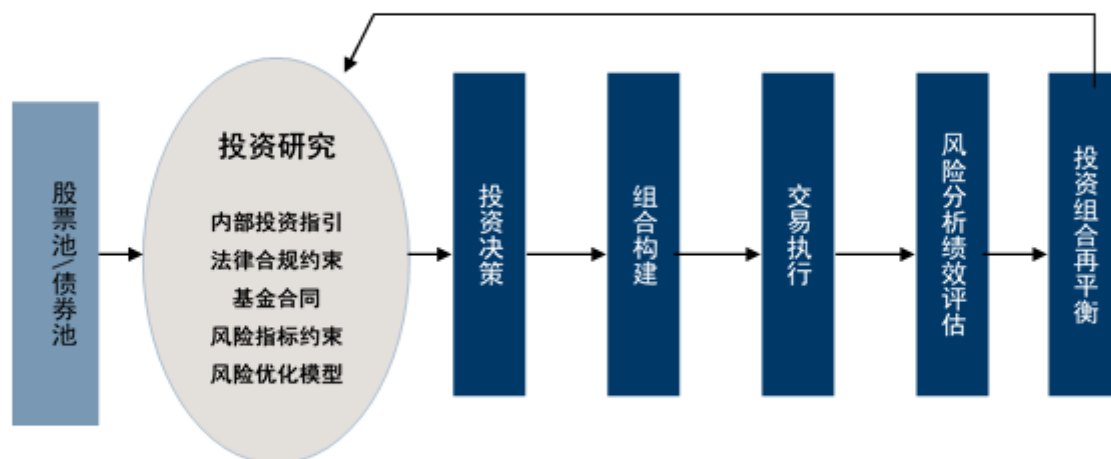 股票池\债券池
投资研究
内部投资指引
法律合规约束
基金合同
风险指标约束
风险优化模型
投资决策
组合构建
交易执行
风险分析绩效评估
投资组合再平衡